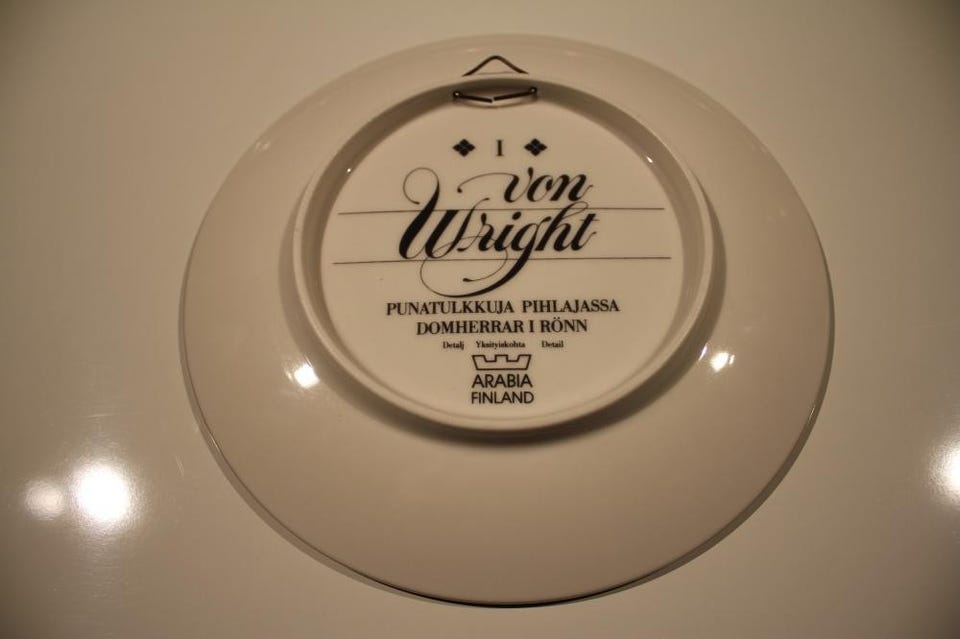 I
von
Wright
PUNATULKKUJA PIHLAJASSA
DOMHERRAR I RÖNN
Detalj Yksityiskohta Detail
ARABIA
FINLAND